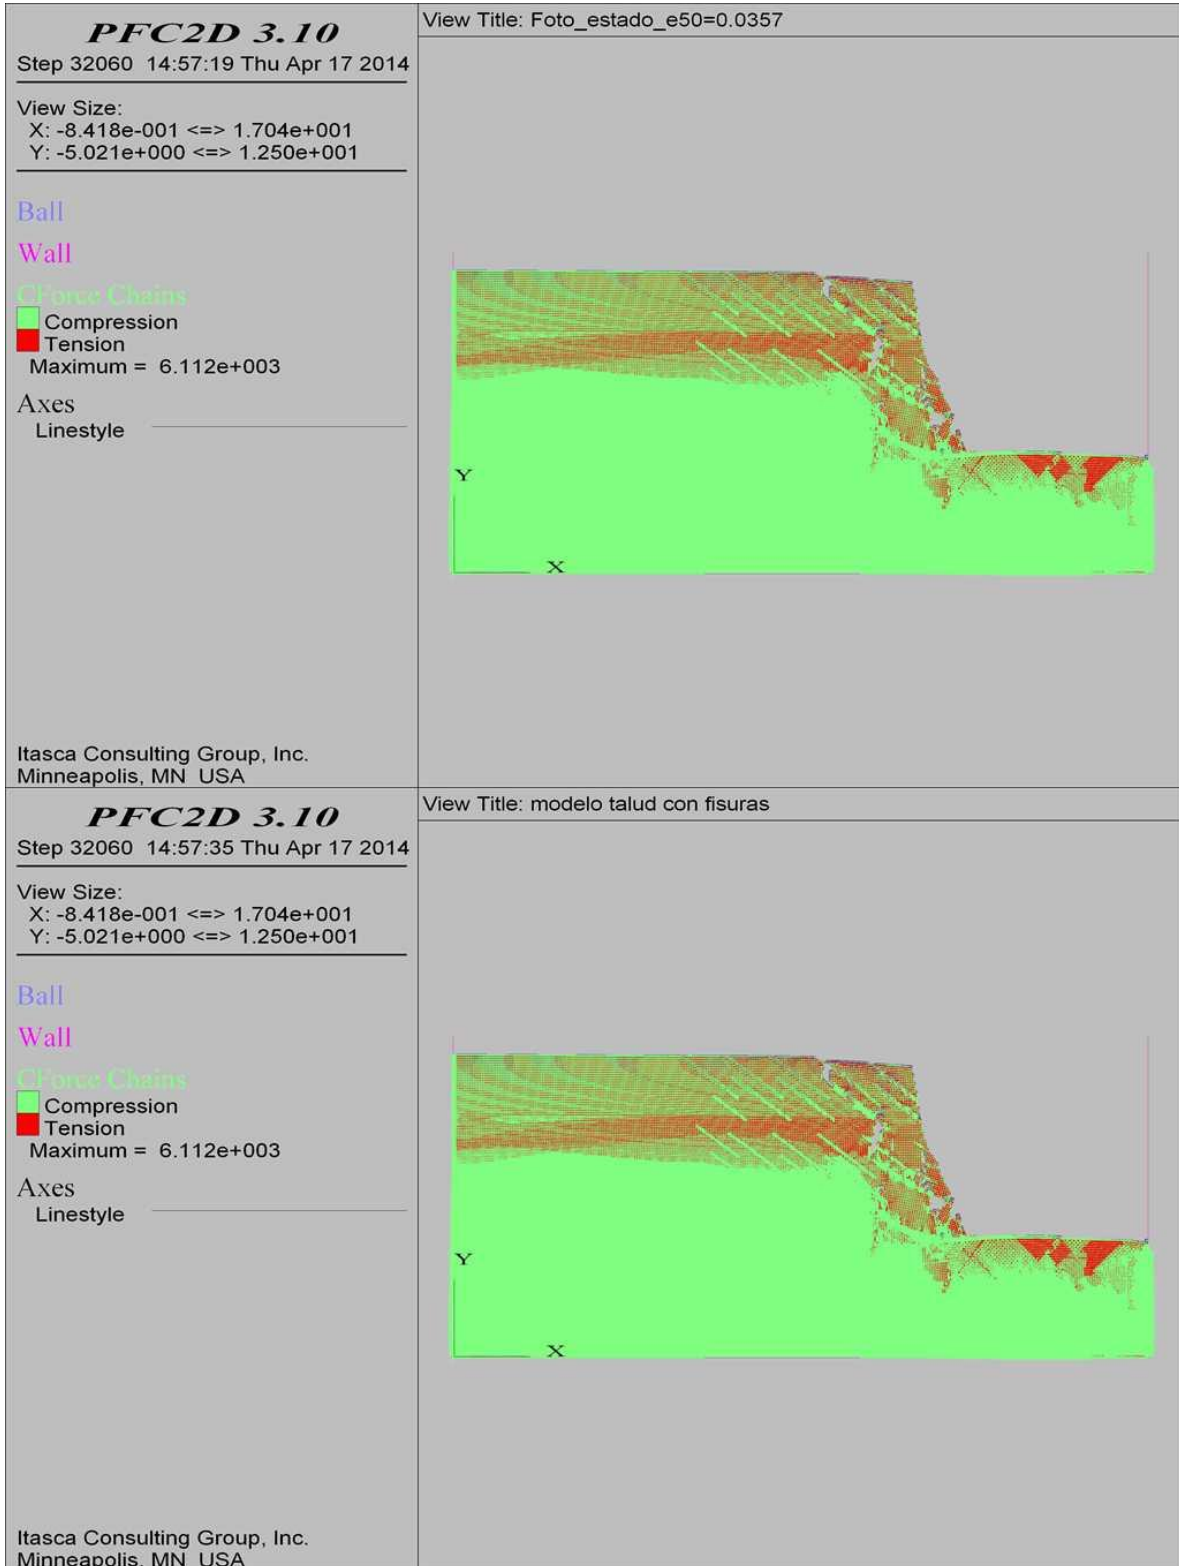 PFC2D 3.10
Step 32060 14:57:19 Thu Apr 17 2014
View Size:
X: -8.418e-001 <=> 1.704e+001
Y: -5.021e+000 <=> 1.250e+001
Ball
Wall
CForce Chains
Compression
Tension
Maximum = 6.112e+003
Axes
Linestyle
Itasca Consulting Group, Inc.
Minneapolis, MN USA
View Title: Foto_estado_e50=0.0357
Y
X
PFC2D 3.10
Step 32060 14:57:35 Thu Apr 17 2014
View Size:
X: -8.418e-001 <=> 1.704e+001
Y: -5.021e+000 <=> 1.250e+001
Ball
Wall
CForce Chains
Compression
Tension
Maximum = 6.112e+003
Axes
Linestyle
Itasca Consulting Group, Inc.
Minneapolis, MN USA
View Title: modelo talud con fisuras
Y
X